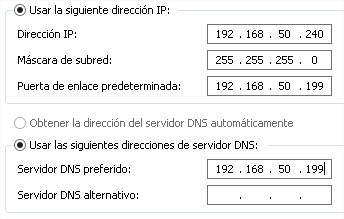 Usar la siguiente dirección IP:
Dirección IP: 192 . 168 . 50 . 240
Máscara de subred: 255 . 255 . 255 . 0
Puerta de enlace predeterminada: 192 . 168 . 50 . 199
Obtener la dirección del servidor DNS automáticamente
Usar las siguientes direcciones de servidor DNS:
Servidor DNS preferido: 192 . 168 . 50 . 199
Servidor DNS alternativo: . . .